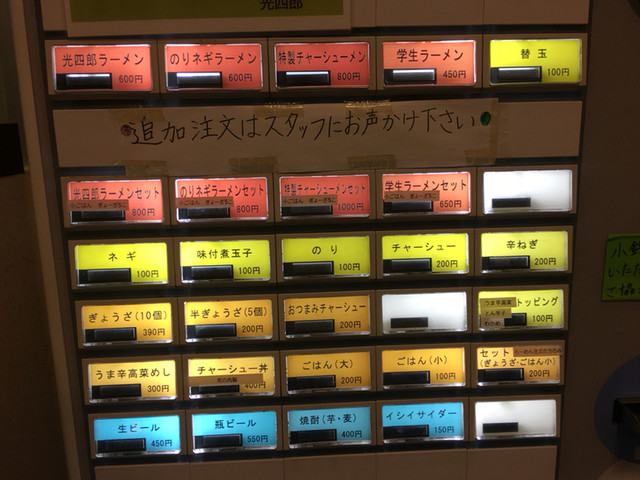 光四郎
光四郎ラーメン 600円
のりネギラーメン 600円
特製チャーシューメン 800円
学生ラーメン 450円
替玉 100円
追加注文はスタッフにお声かけ下さい
光四郎ラーメンセット 800円
のりネギラーメンセット 800円
特製チャーシューメンセット 1000円
学生ラーメンセット 650円
ネギ 100円
味付煮玉子 100円
のり 100円
チャーシュー 200円
辛ねぎ 200円
ぎょうざ(10個) 390円
半ぎょうざ(5個) 200円
おつまみチャーシュー 200円
トッピング 100円
うま辛高菜
うま辛高菜めし 300円
チャーシュー丼 400円
ごはん(大) 200円
ごはん(小) 100円
セット
(ぎょうざ・ごはん小) 200円
生ビール 450円
瓶ビール 550円
焼酎(芋・麦) 400円
イシイサイダー 150円